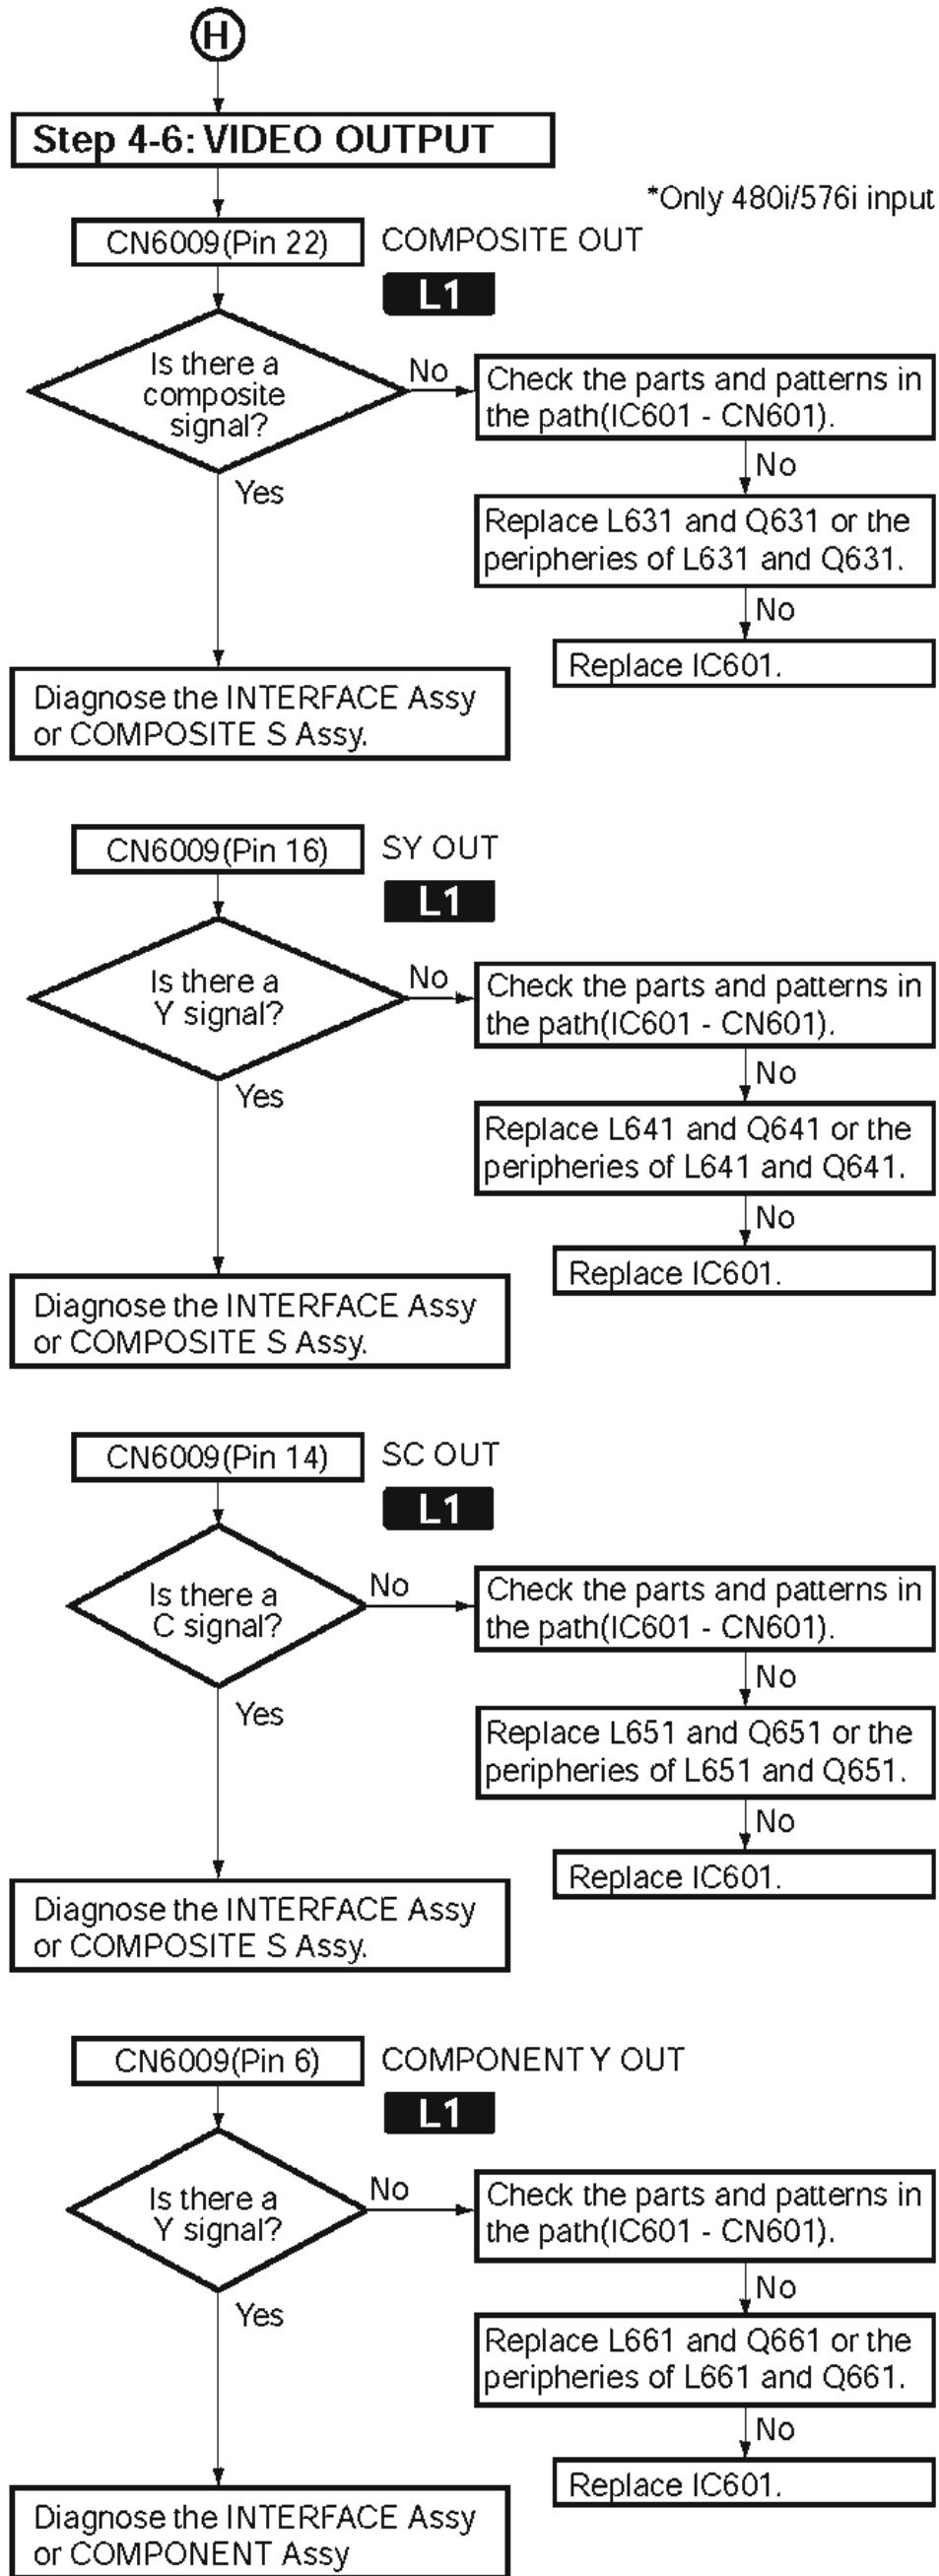 H
Step 4-6: VIDEO OUTPUT
*Only 480i/576i input
CN6009(Pin 22)
COMPOSITE OUT
L1
Is there a
composite
signal?
No
Check the parts and patterns in
the path(IC601 - CN601).
No
Yes
Replace L631 and Q631 or the
peripheries of L631 and Q631.
No
Replace IC601.
Diagnose the INTERFACE Assy
or COMPOSITE S Assy.
CN6009(Pin 16)
SY OUT
L1
Is there a
Y signal?
No
Check the parts and patterns in
the path(IC601 - CN601).
No
Yes
Replace L641 and Q641 or the
peripheries of L641 and Q641.
No
Replace IC601.
Diagnose the INTERFACE Assy
or COMPOSITE S Assy.
CN6009(Pin 14)
SC OUT
L1
Is there a
C signal?
No
Check the parts and patterns in
the path(IC601 - CN601).
No
Yes
Replace L651 and Q651 or the
peripheries of L651 and Q651.
No
Replace IC601.
Diagnose the INTERFACE Assy
or COMPOSITE S Assy.
CN6009(Pin 6)
COMPONENT Y OUT
L1
Is there a
Y signal?
No
Check the parts and patterns in
the path(IC601 - CN601).
No
Yes
Replace L661 and Q661 or the
peripheries of L661 and Q661.
No
Replace IC601.
Diagnose the INTERFACE Assy
or COMPONENT Assy